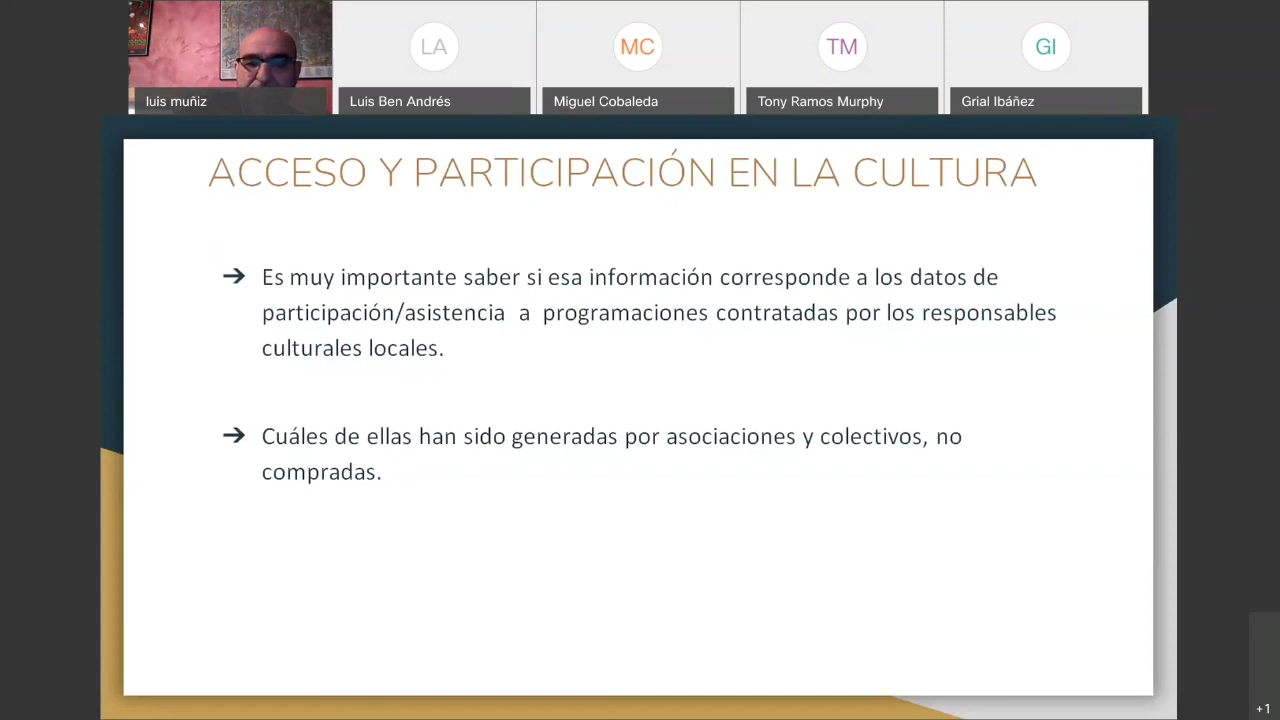 LA
MC
TM
GI
luis muñiz
Luis Ben Andrés
Miguel Cobaleda
Tony Ramos Murphy
Grial Ibáñez
ACCESO Y PARTICIPACIÓN EN LA CULTURA
➔ Es muy importante saber si esa información corresponde a los datos de
participación/asistencia a programaciones contratadas por los responsables
culturales locales.
➔ Cuáles de ellas han sido generadas por asociaciones y colectivos, no
compradas.
+1